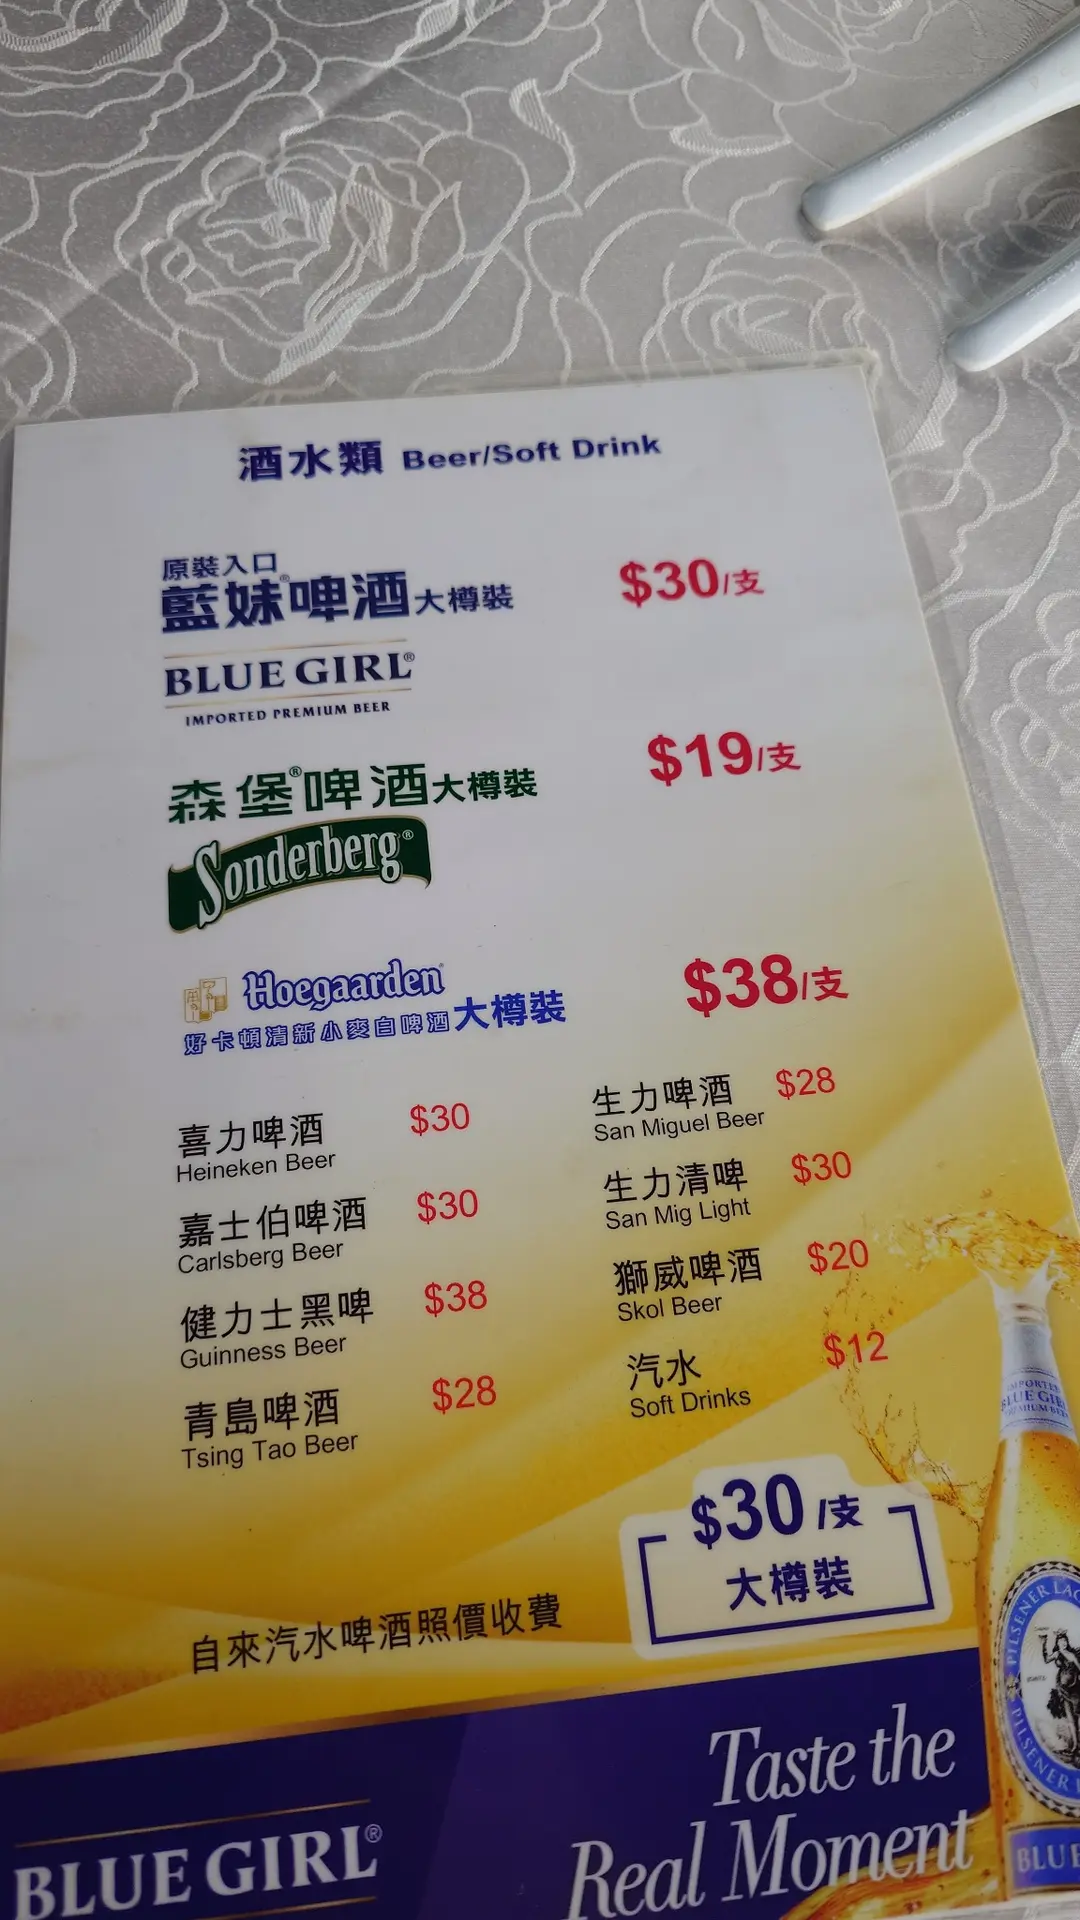 酒水類 Beer/Soft Drink
原裝入口
藍妹®啤酒大樽裝 $30/支
BLUE GIRL®
IMPORTED PREMIUM BEER
森堡®啤酒大樽裝 $19/支
Sonderberg®
Hoegaarden
好卡頓清新小麥白啤酒大樽裝 $38/支
喜力啤酒 $30
Heineken Beer
嘉士伯啤酒 $30
Carlsberg Beer
健力士黑啤 $38
Guinness Beer
青島啤酒 $28
Tsing Tao Beer
生力啤酒 $28
San Miguel Beer
生力清啤 $30
San Mig Light
獅威啤酒 $20
Skol Beer
汽水 $12
Soft Drinks
$30/支
大樽裝
自來汽水啤酒照價收費
Taste the
Real Moment
BLUE GIRL®
PILSENER
PILSENER